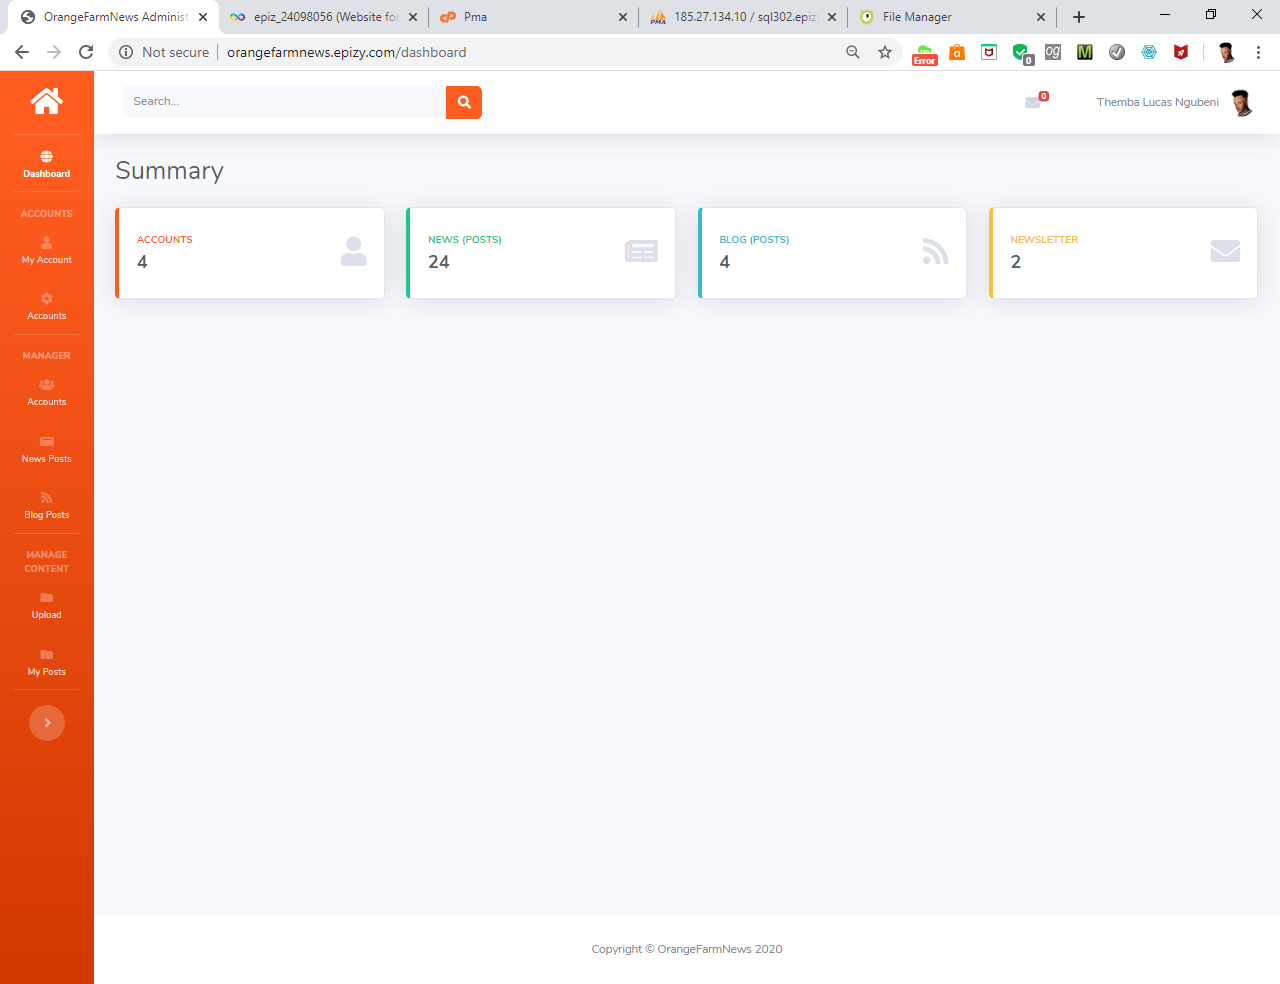 OrangeFarmNews Administ
epiz_24098056 (Website for
Pma
185.27.134.10 / sql302.epiz
File Manager
Not secure
orangefarmnews.epizy.com/dashboard
Error
0
Search...
0
Themba Lucas Ngubeni
Dashboard
ACCOUNTS
My Account
Accounts
MANAGER
Accounts
News Posts
Blog Posts
MANAGE
CONTENT
Upload
My Posts
Summary
ACCOUNTS
4
NEWS (POSTS)
24
BLOG (POSTS)
4
NEWSLETTER
2
Copyright © OrangeFarmNews 2020